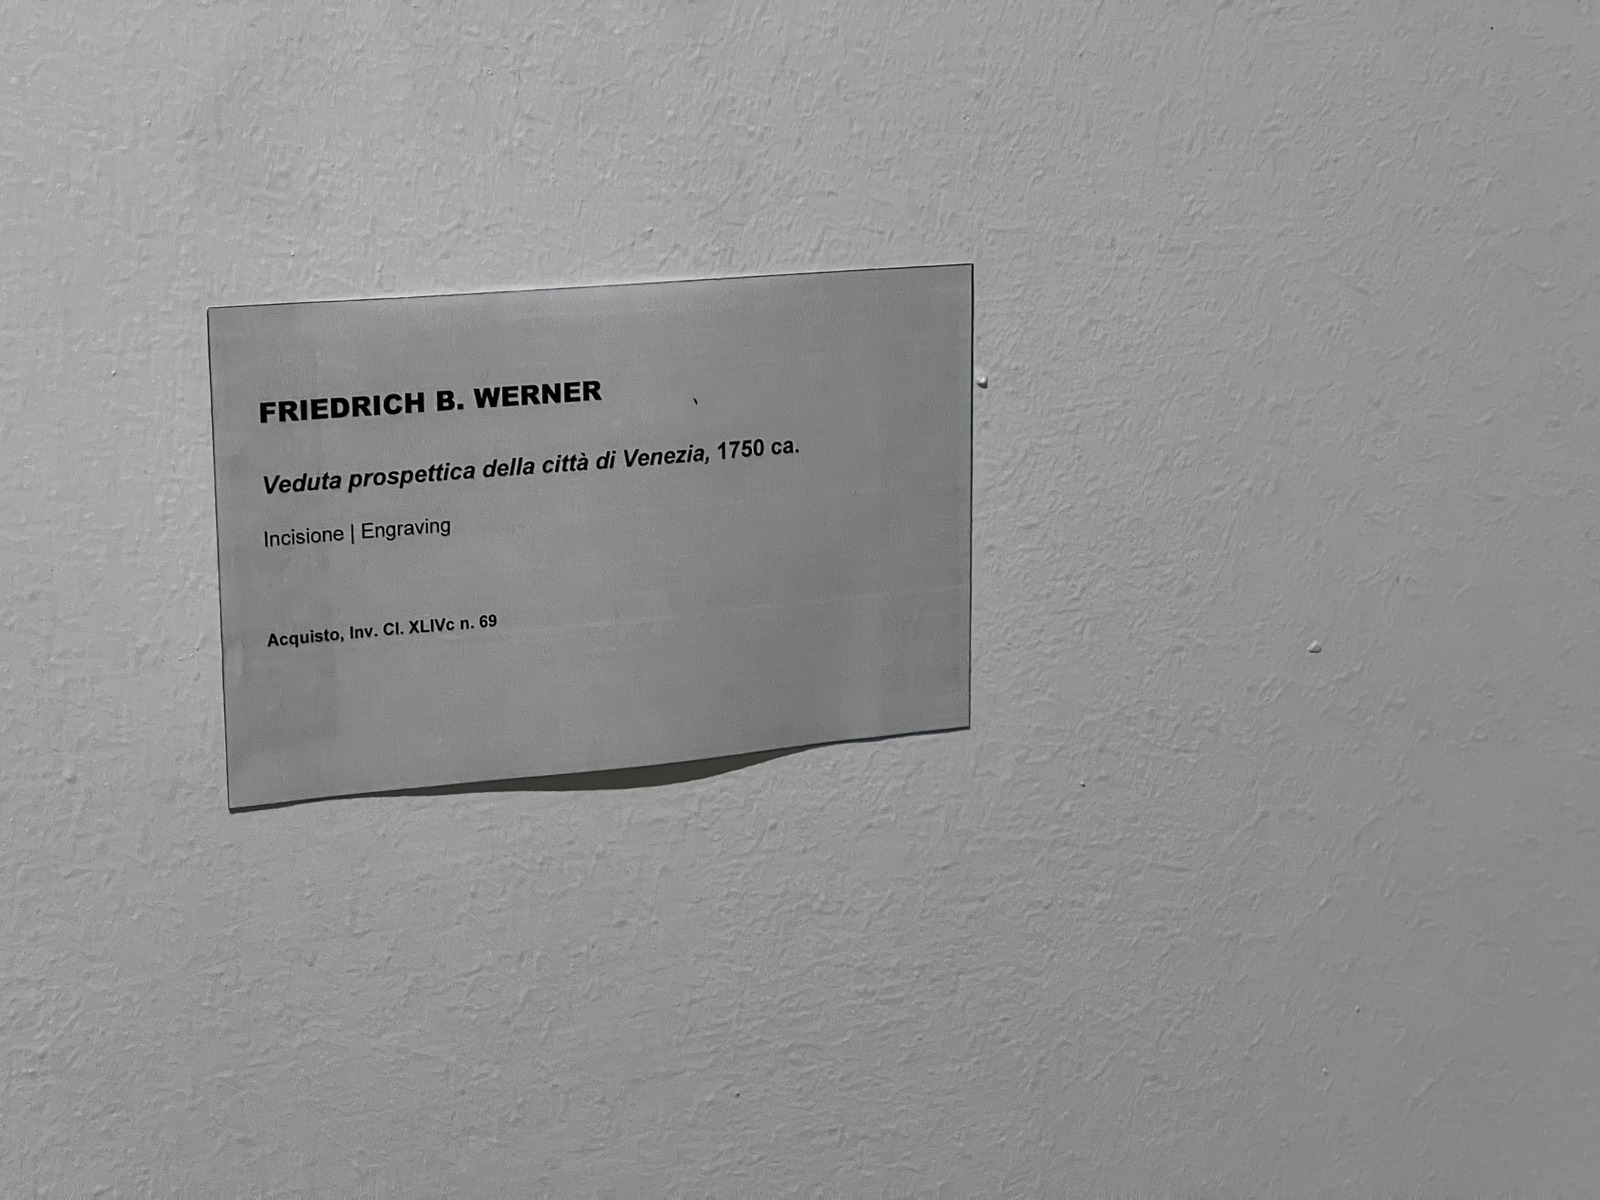 FRIEDRICH B. WERNER
Veduta prospettica della città di Venezia, 1750 ca.
Incisione | Engraving
Acquisto, Inv. Cl. XLIVc n. 69